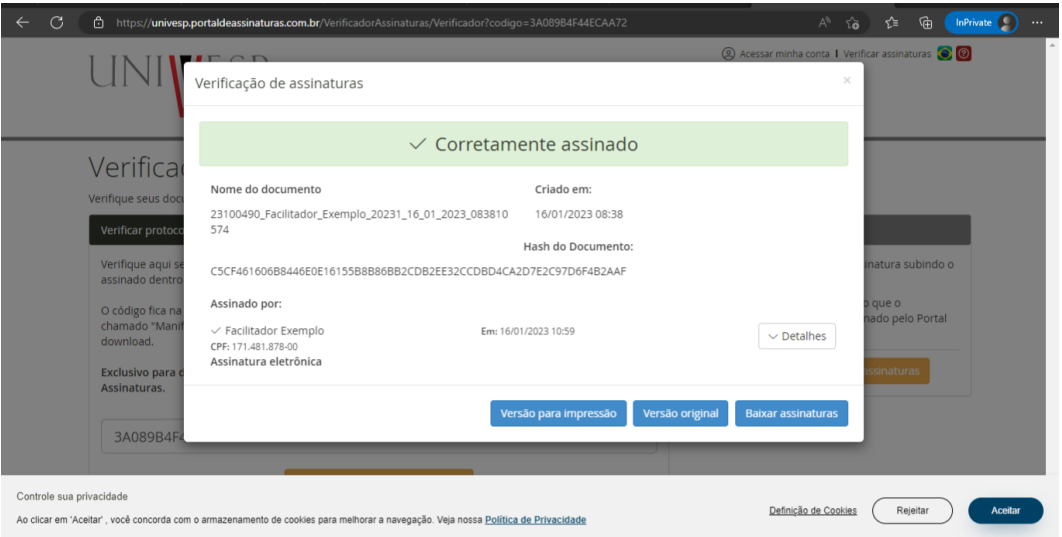 https://univesp.portaldeassinaturas.com.br/VerificadorAssinaturas/Verificador?codigo=3A089B4F44ECAA72
InPrivate
Acessar minha conta | Verificar assinaturas
Verificação de assinaturas
×
Corretamente assinado
Nome do documento
Criado em:
23100490_Facilitador_Exemplo_20231_16_01_2023_083810
574
16/01/2023 08:38
Hash do Documento:
C5CF461606B8446E0E16155B8B86BB2CDB2EE32CCDBD4CA2D7E2C97D6F4B2AAF
Assinado por:
Facilitador Exemplo
Em: 16/01/2023 10:59
Detalhes
CPF: 171.481.878-00
Assinatura eletrônica
Versão para impressão
Versão original
Baixar assinaturas
Verifique seus doc
Verificar protoco
Verifique aqui se
assinado dentro
O código fica na
chamado "Manif
download.
Exclusivo para d
Assinaturas.
3A089B4F4
inatura subindo o
que o
nado pelo Portal
assinaturas
Controle sua privacidade
Ao clicar em 'Aceitar' , você concorda com o armazenamento de cookies para melhorar a navegação. Veja nossa Política de Privacidade
Definição de Cookies
Rejeitar
Aceitar